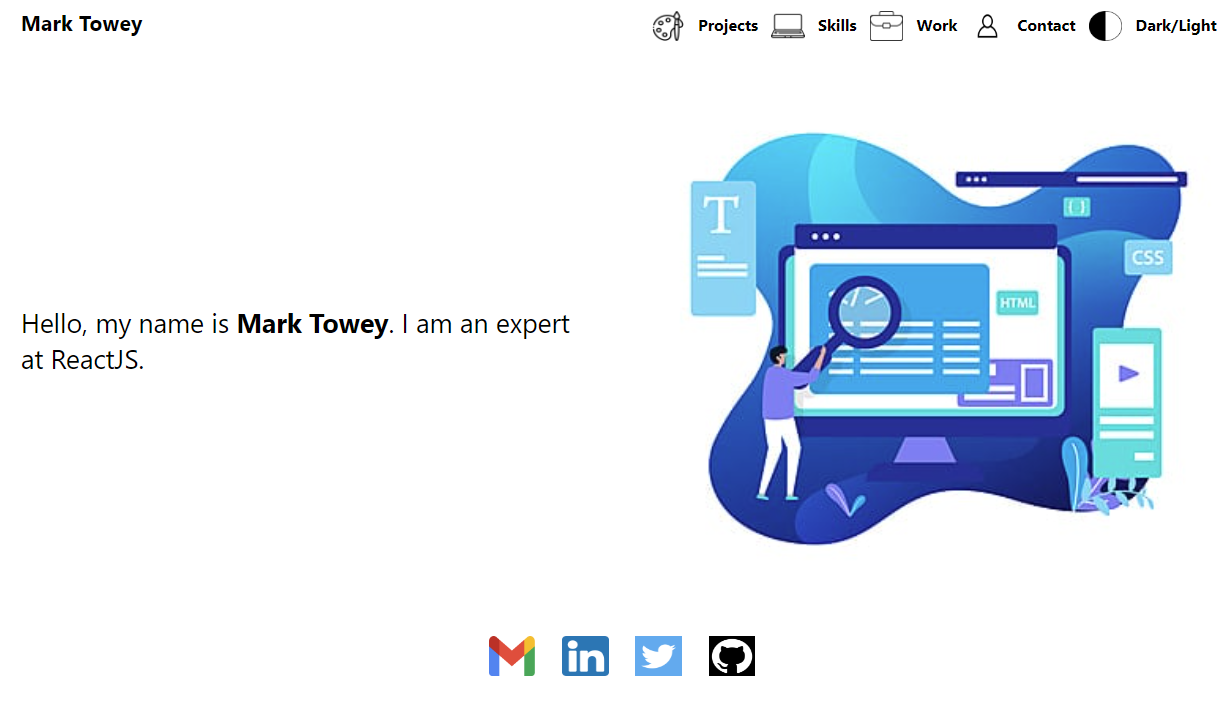 Mark Towey
Projects
Skills
Work
Contact
Dark/Light
T
{ }
CSS
HTML
</>
Hello, my name is Mark Towey. I am an expert
at ReactJS.
in